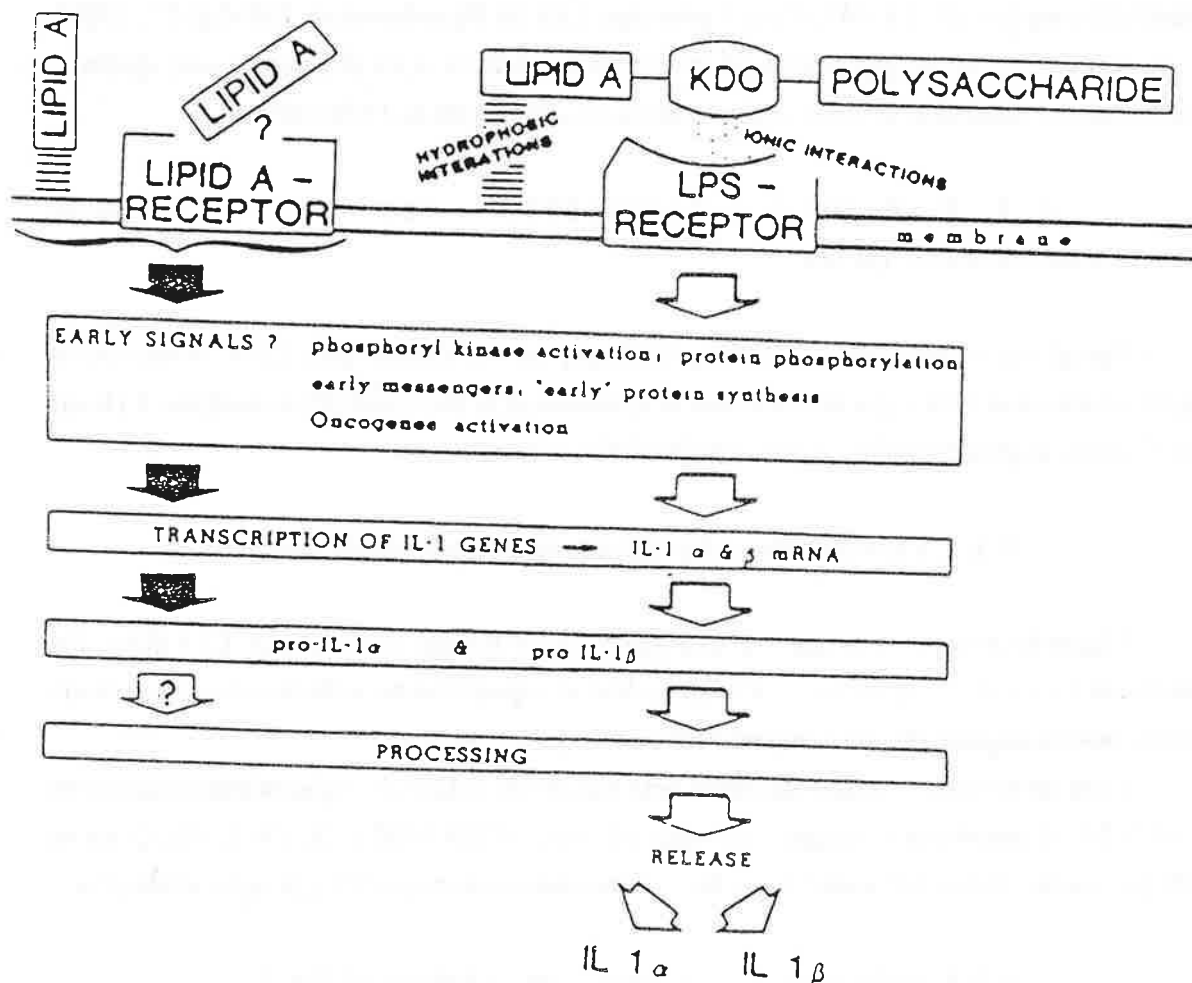 LIPID A
LIPID A
?
LIPID A –
RECEPTOR
LIPID A
KDO
POLYSACCHARIDE
HYDROPHOBIC
INTERATIONS
IONIC INTERACTIONS
LPS –
RECEPTOR
membrane
EARLY SIGNALS ? phosphoryl kinase activation, protein phosphorylation
early messengers, "early" protein synthesis
Oncogenes activation
TRANSCRIPTION OF IL-1 GENES → IL-1 α & β mRNA
pro-IL-1α & pro IL-1β
?
PROCESSING
RELEASE
IL 1α IL 1β